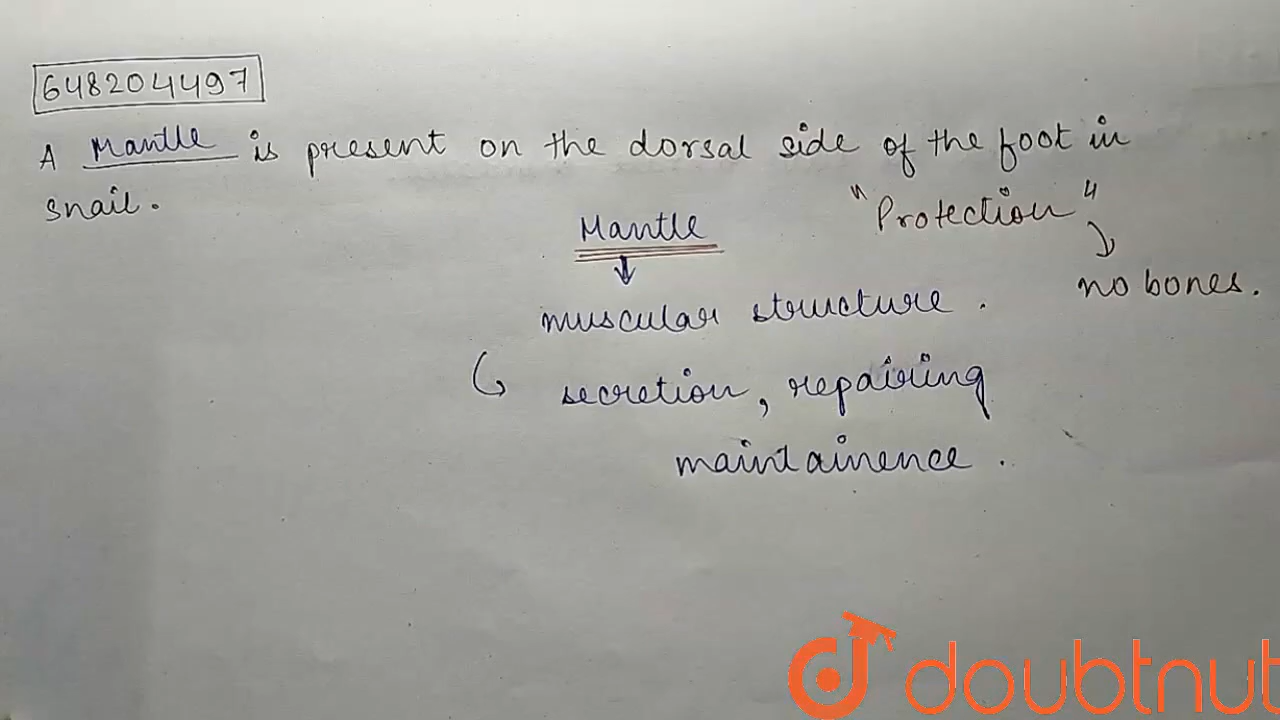 648204497
A Mantle is present on the dorsal side of the foot in
snail.
"Protection"
Mantle
no bones.
muscular structure.
secretion, repairing
maintainence.
doubtnut